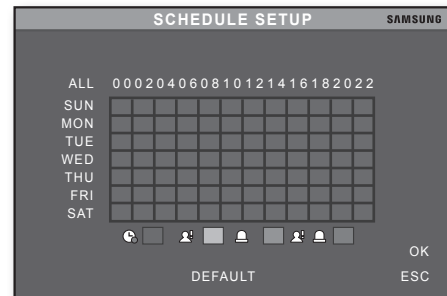 SCHEDULE SETUP SAMSUNG
ALL 0 0 0 2 0 4 0 6 0 8 1 0 1 2 1 4 1 6 1 8 2 0 2 2
SUN
MON
TUE
WED
THU
FRI
SAT
OK
DEFAULT ESC